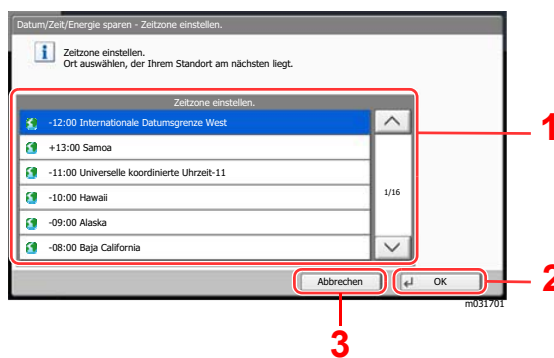 Datum/Zeit/Energie sparen - Zeitzone einstellen.
Zeitzone einstellen.
Ort auswählen, der Ihrem Standort am nächsten liegt.
Zeitzone einstellen.
-12:00 Internationale Datumsgrenze West
+13:00 Samoa
-11:00 Universelle koordinierte Uhrzeit-11
-10:00 Hawaii
-09:00 Alaska
-08:00 Baja California
1/16
1
Abbrechen
OK
2
m031701
3